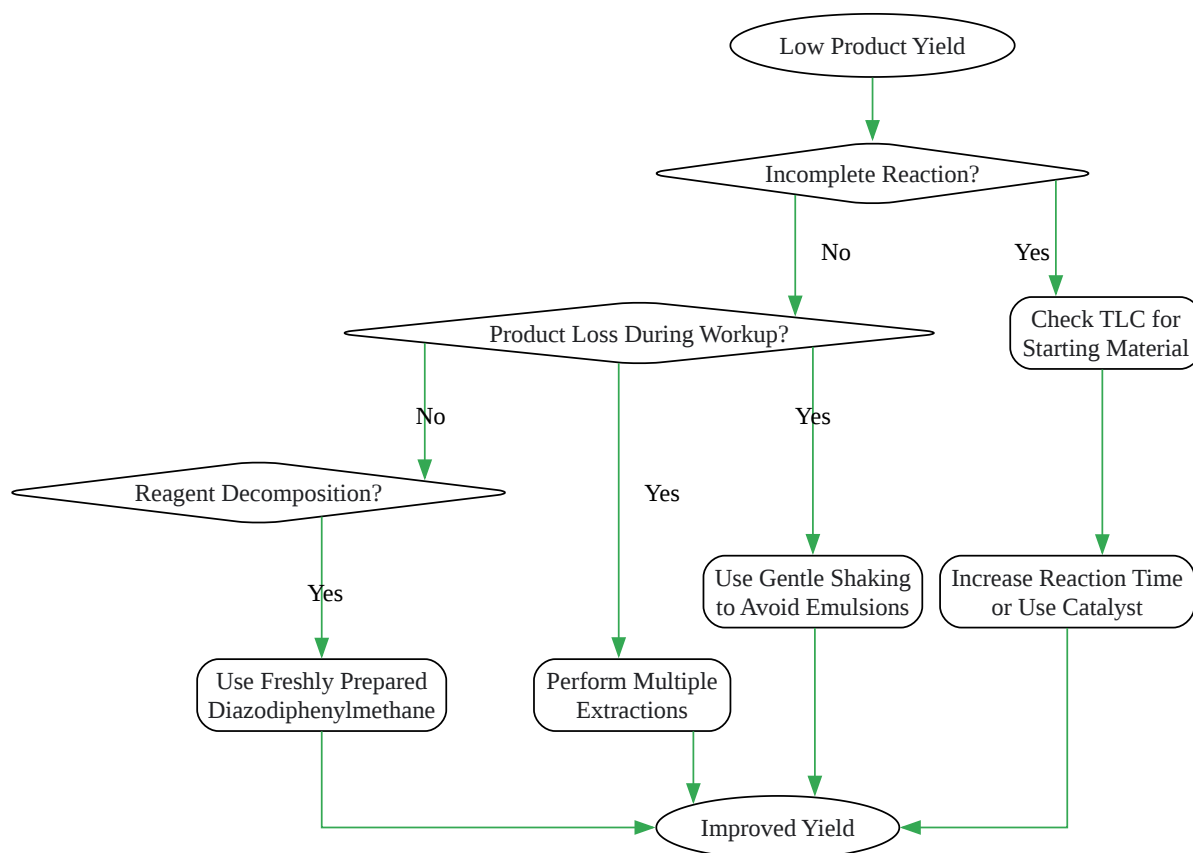 Low Product Yield
Incomplete Reaction?
No
Yes
Check TLC for
Starting Material
Product Loss During Workup?
No
Yes
Yes
Reagent Decomposition?
Yes
Use Gentle Shaking
to Avoid Emulsions
Increase Reaction Time
or Use Catalyst
Use Freshly Prepared
Diazodiphenylmethane
Perform Multiple
Extractions
Improved Yield